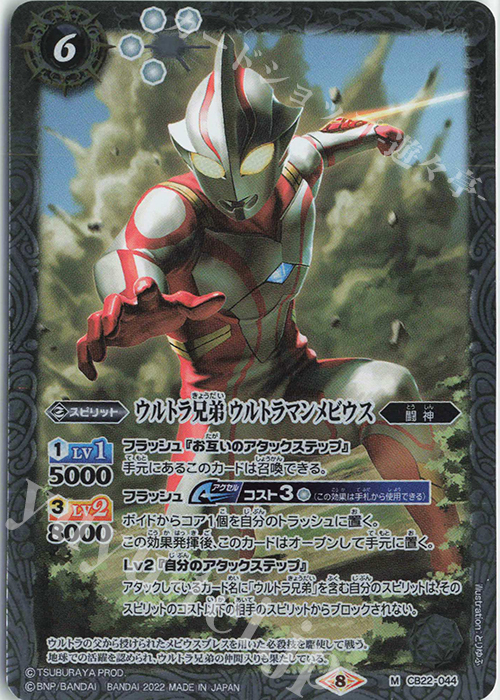 6
スピリット
ウルトラ兄弟 ウルトラマンメビウス
きょうだい
闘神
とうしん
1 LV1
5000
フラッシュ『お互いのアタックステップ』
手元にあるこのカードは召喚できる。
3 LV2
8000
フラッシュ アクセル コスト3 (この効果は手札から使用できる)
ボイドからコア1個を自分のトラッシュに置く。
この効果発揮後、このカードはオープンして手元に置く。
Lv2『自分のアタックステップ』
アタックしているカード名に「ウルトラ兄弟」を含む自分のスピリットは、その
スピリットのコスト以下の相手のスピリットからブロックされない。
ウルトラの父から授けられたメビウスブレスを用いた必殺技を駆使して戦う。
地球での活躍を認められ、ウルトラ兄弟の仲間入りも果たしている。
illustration とりゆふ
©TSUBURAYA PROD.
©BNP/BANDAI BANDAI 2022 MADE IN JAPAN
8
M CB22-044